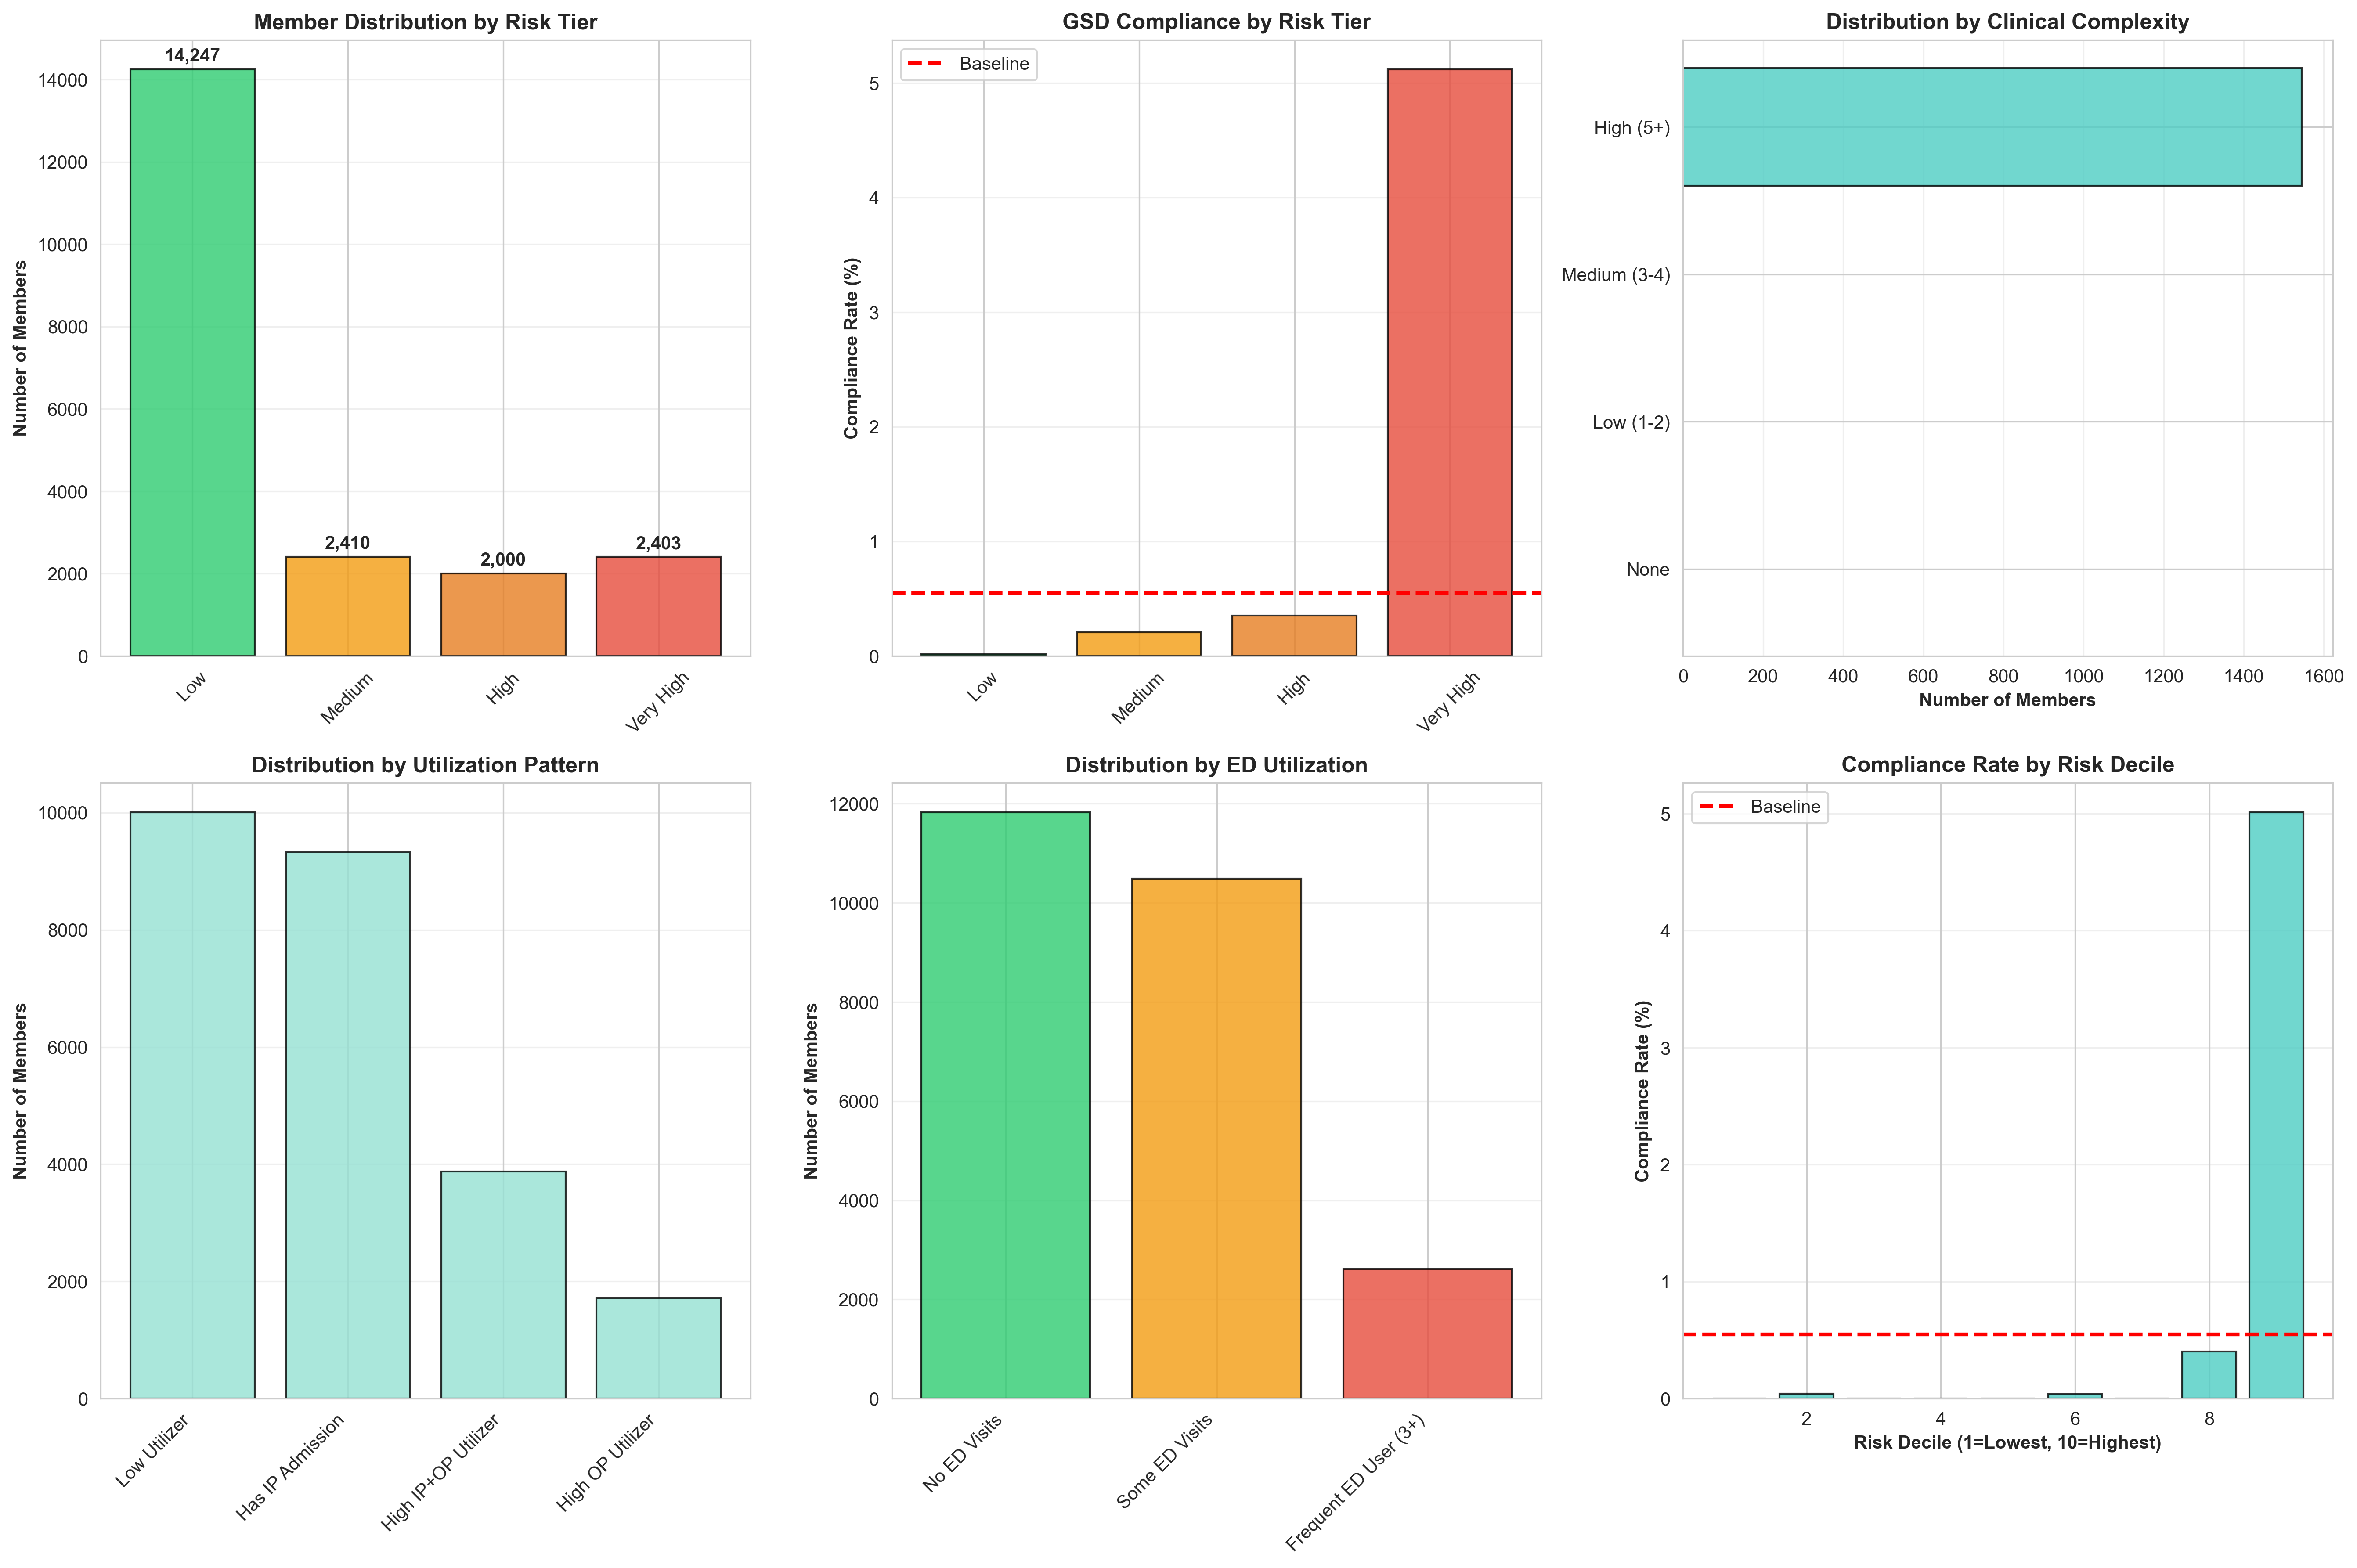 Member Distribution by Risk Tier
Number of Members
14000
12000
10000
8000
6000
4000
2000
0
14,247
2,410
2,000
2,403
Low
Medium
High
Very High
GSD Compliance by Risk Tier
Baseline
Compliance Rate (%)
5
4
3
2
1
0
Low
Medium
High
Very High
Distribution by Clinical Complexity
High (5+)
Medium (3-4)
Low (1-2)
None
0
200
400
600
800
1000
1200
1400
1600
Number of Members
Distribution by Utilization Pattern
Number of Members
10000
8000
6000
4000
2000
0
Low Utilizer
Has IP Admission
High IP+OP Utilizer
High OP Utilizer
Distribution by ED Utilization
Number of Members
12000
10000
8000
6000
4000
2000
0
No ED Visits
Some ED Visits
Frequent ED User (3+)
Compliance Rate by Risk Decile
Baseline
Compliance Rate (%)
5
4
3
2
1
0
2
4
6
8
Risk Decile (1=Lowest, 10=Highest)